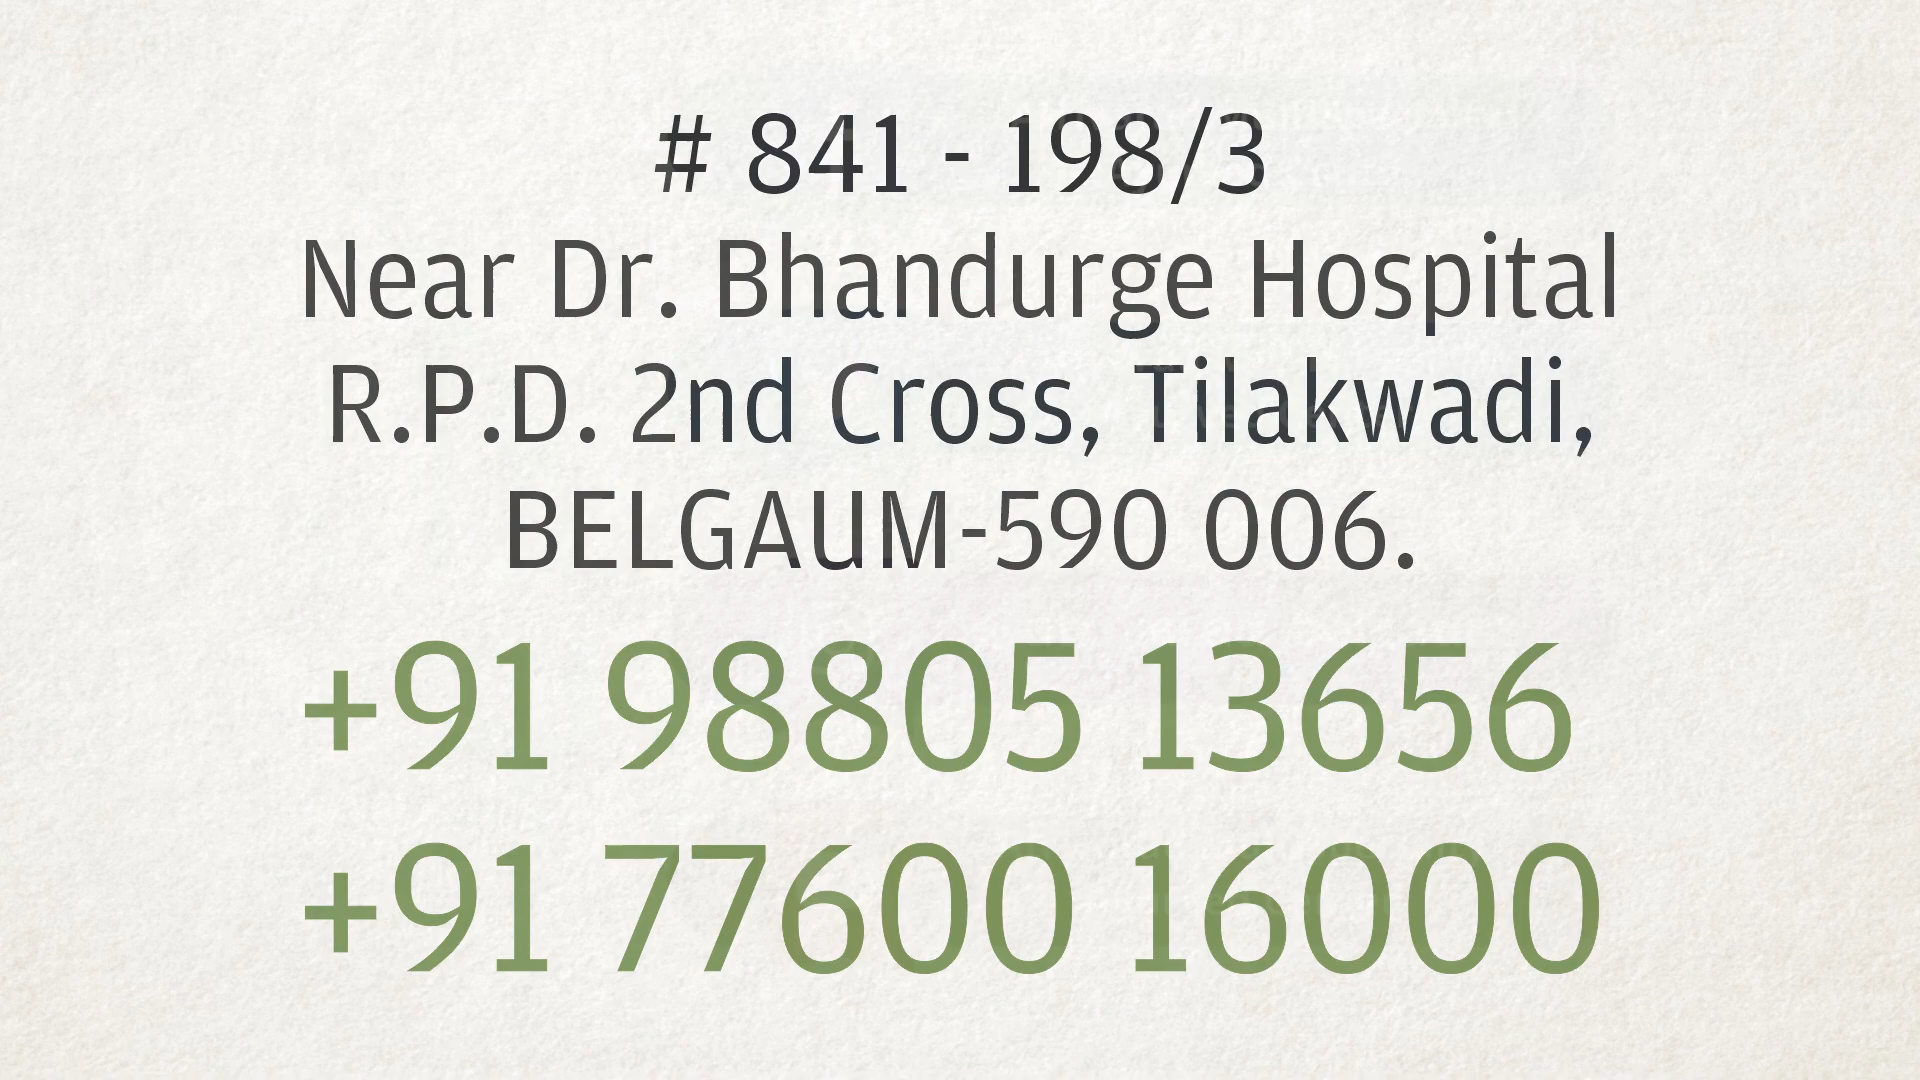 # 841 - 198/3
Near Dr. Bhandurge Hospital
R.P.D. 2nd Cross, Tilakwadi,
BELGAUM-590 006.
+91 98805 13656
+91 77600 16000